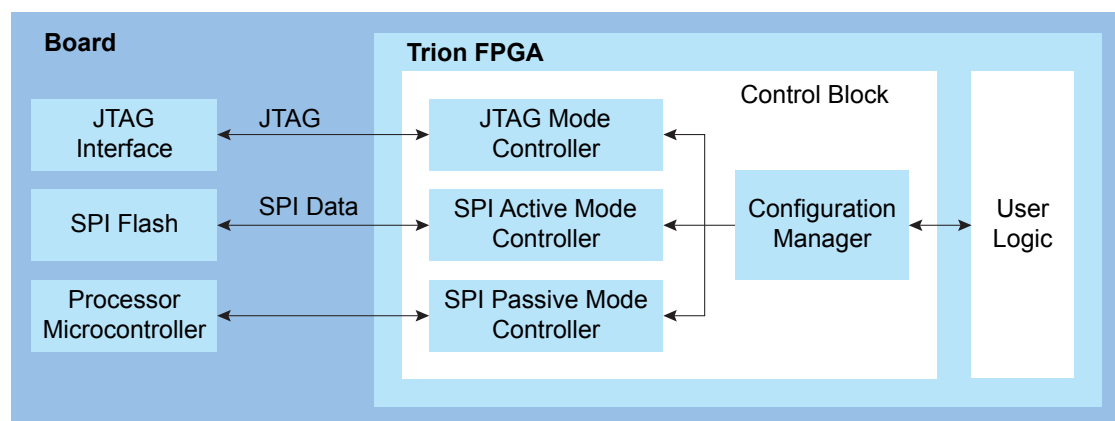 Board
Trion FPGA
Control Block
JTAG
Interface
JTAG
JTAG Mode
Controller
SPI Flash
SPI Data
SPI Active Mode
Controller
Configuration
Manager
User
Logic
Processor
Microcontroller
SPI Passive Mode
Controller